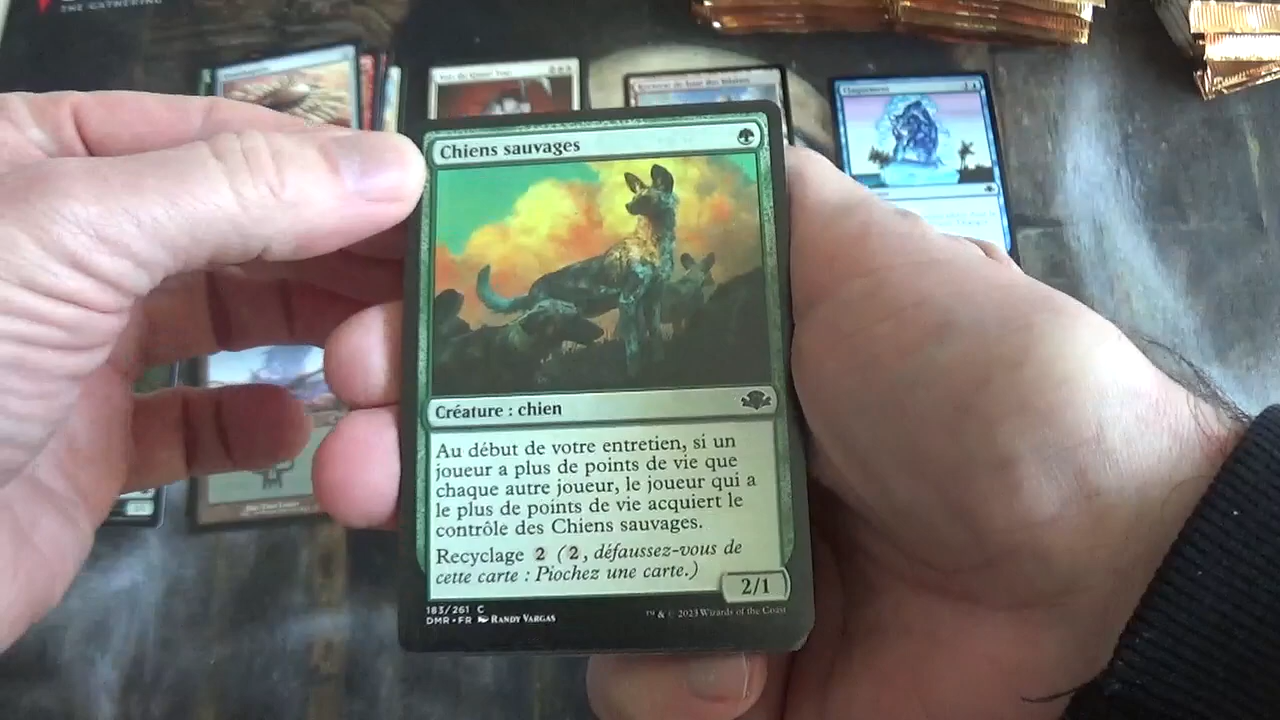 THE GATHERING
Chiens sauvages
Créature : chien
Au début de votre entretien, si un
joueur a plus de points de vie que
chaque autre joueur, le joueur qui a
le plus de points de vie acquiert le
contrôle des Chiens sauvages.
Recyclage 2 (2, défaussez-vous de
cette carte : Piochez une carte.)
2/1
183/261 C
DMR • FR RANDY VARGAS
™ & © 2023 Wizards of the Coast